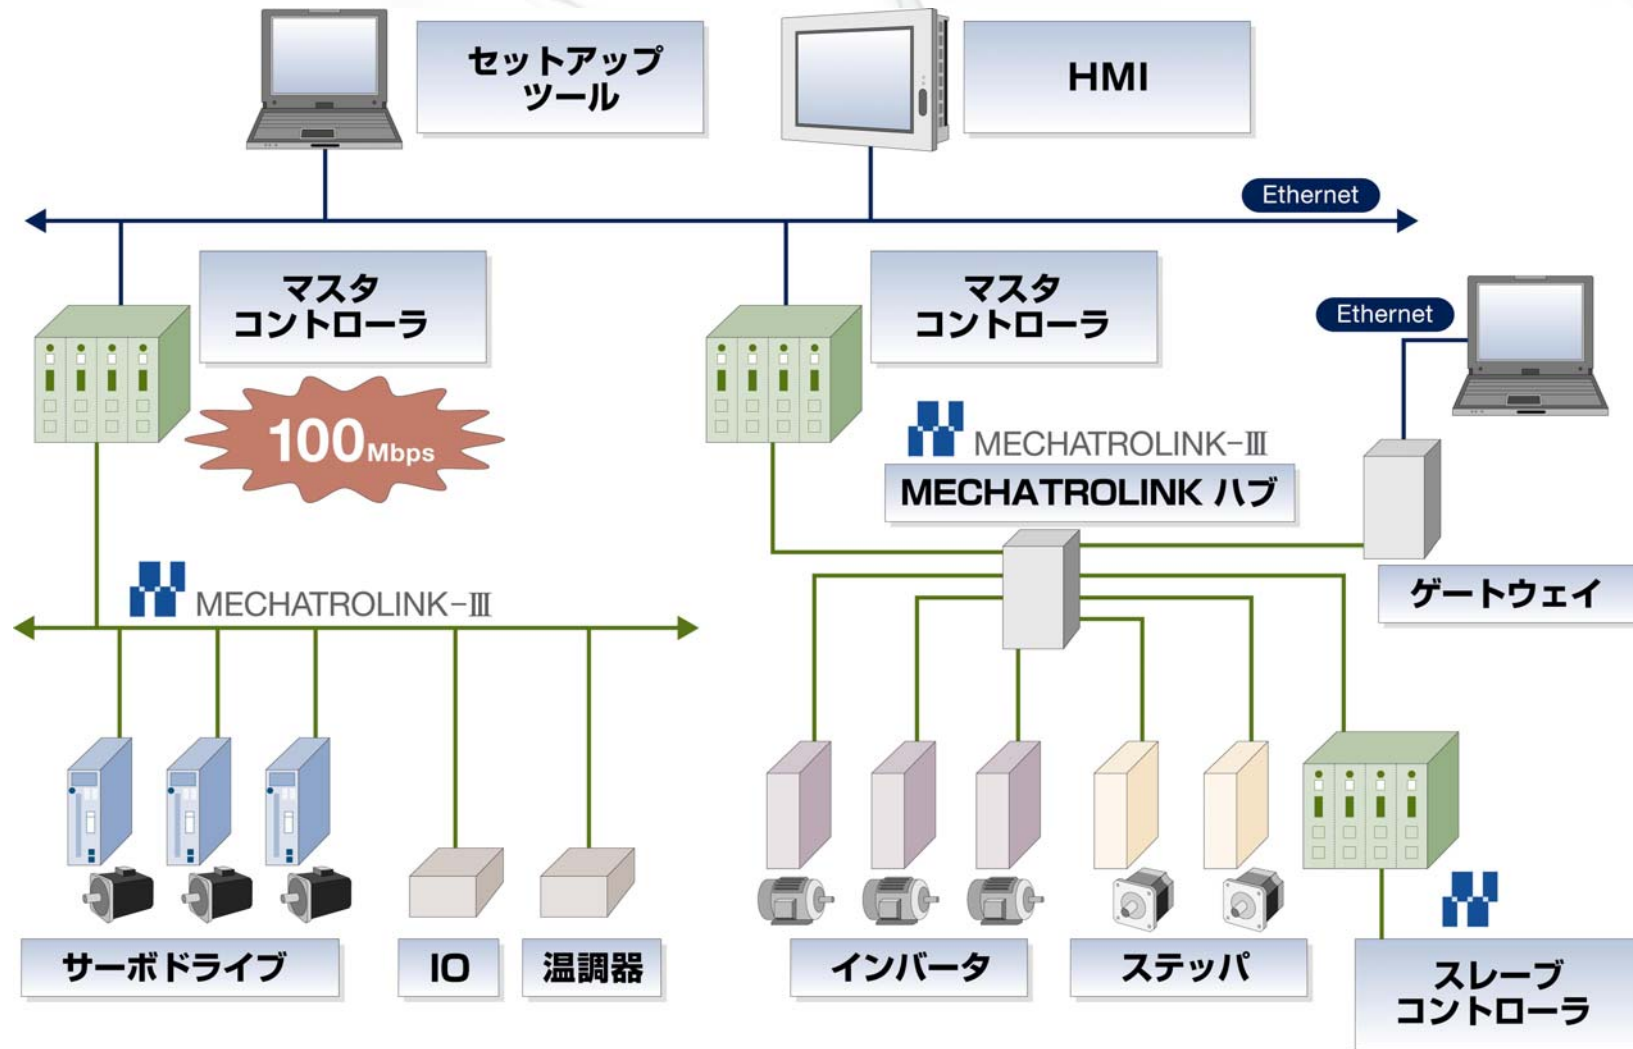 セットアップ
ツール
HMI
Ethernet
マスタ
コントローラ
マスタ
コントローラ
Ethernet
100Mbps
MECHATROLINK-Ⅲ
MECHATROLINK ハブ
ゲートウェイ
MECHATROLINK-Ⅲ
サーボドライブ
IO
温調器
インバータ
ステッパ
スレーブ
コントローラ